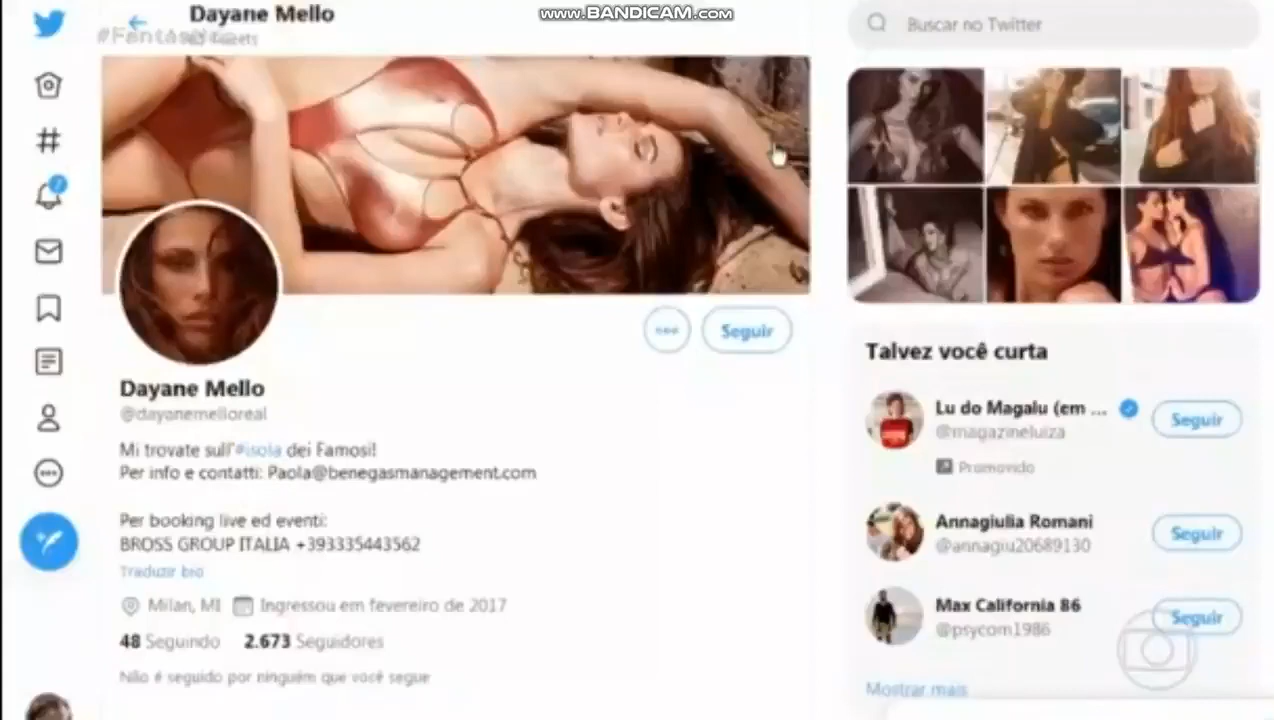 www.BANDICAM.com
Dayane Mello
#Fantástico
Tweets
Buscar no Twitter
Seguir
Dayane Mello
@dayanemelloreal
Mi trovate sull'#isola dei Famosi!
Per info e contatti: Paola@benegasmanagement.com
Per booking live ed eventi:
BROSS GROUP ITALIA +393335443562
Traduzir bio
Milan, MI Ingressou em fevereiro de 2017
48 Seguindo 2.673 Seguidores
Não é seguido por ninguém que você segue
Talvez você curta
Lu do Magalu (em ...
@magazineluiza
Seguir
Promovido
Annagiulia Romani
@annagiu20689130
Seguir
Max California 86
@psycom1986
Seguir
Mostrar mais